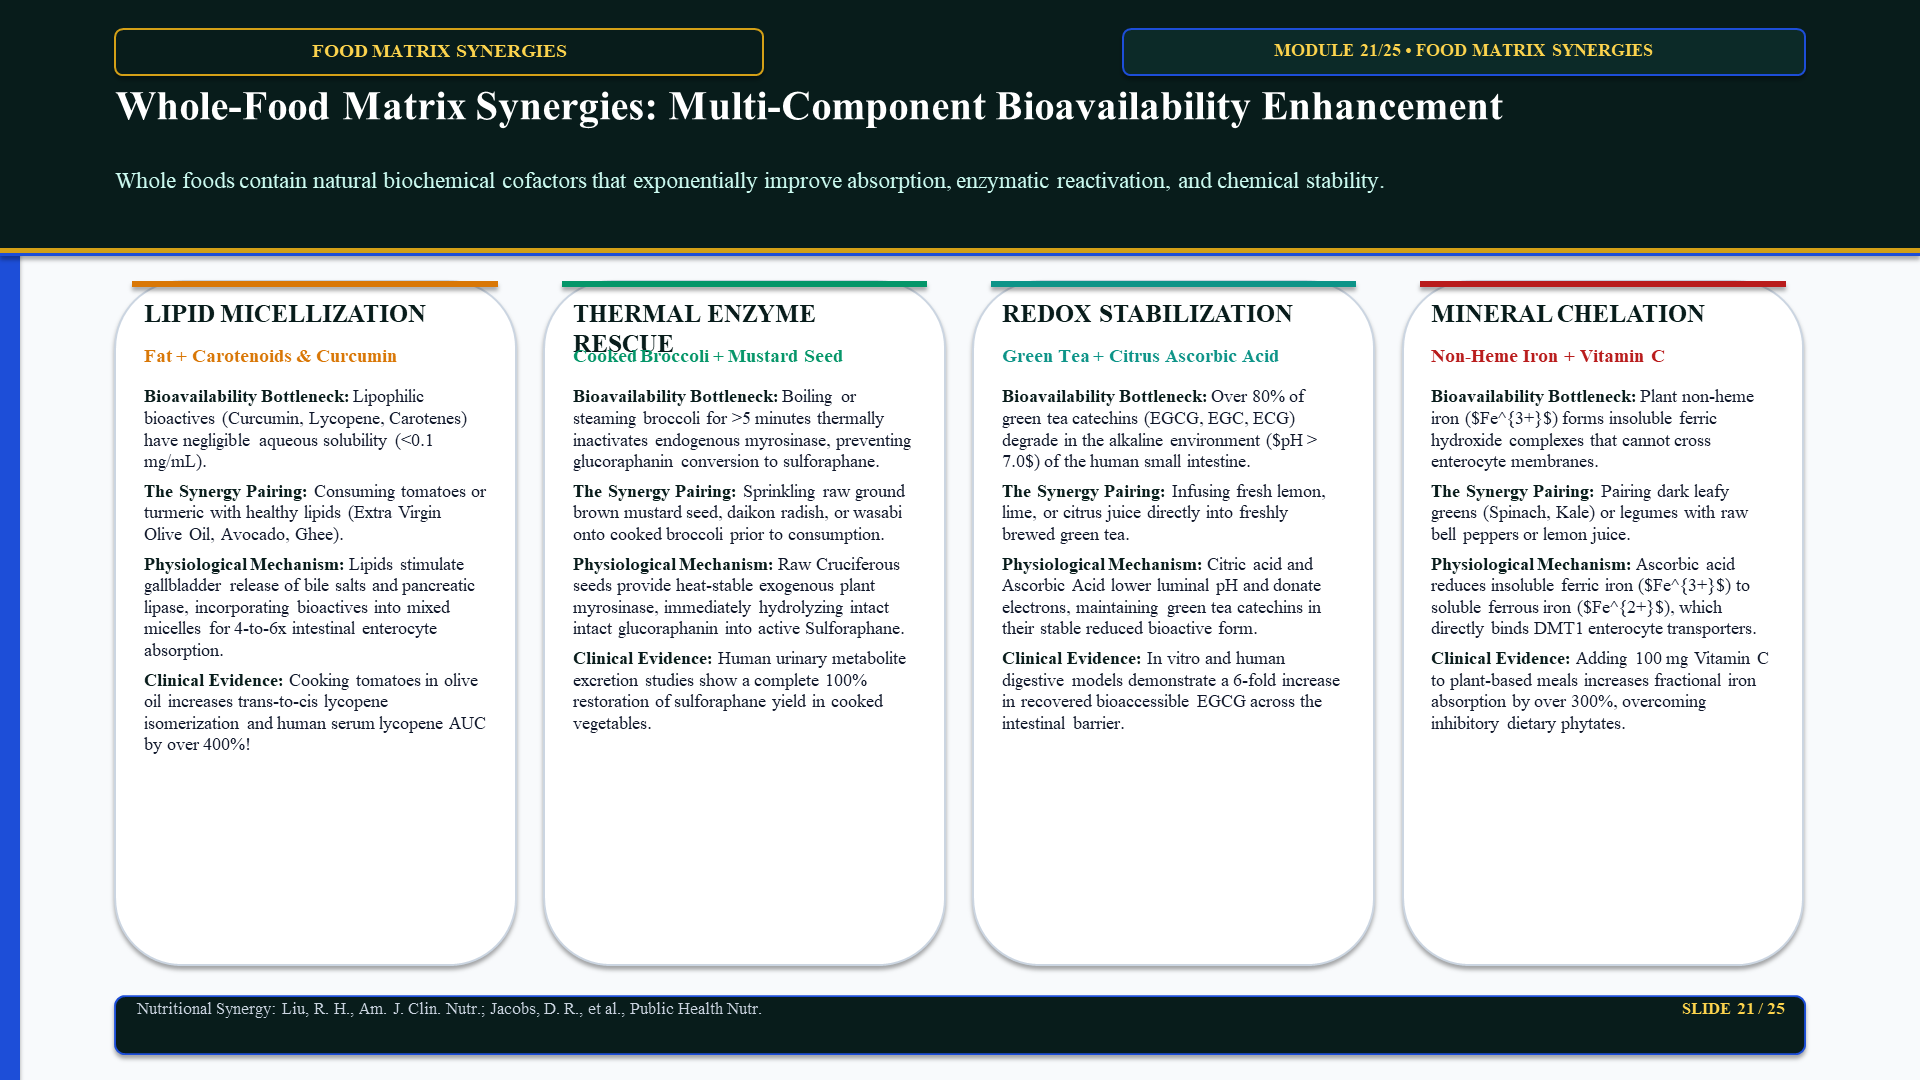 FOOD MATRIX SYNERGIES
MODULE 21/25 • FOOD MATRIX SYNERGIES
Whole-Food Matrix Synergies: Multi-Component Bioavailability Enhancement
Whole foods contain natural biochemical cofactors that exponentially improve absorption, enzymatic reactivation, and chemical stability.
LIPID MICELLIZATION
Fat + Carotenoids & Curcumin
Bioavailability Bottleneck: Lipophilic
bioactives (Curcumin, Lycopene, Carotenes)
have negligible aqueous solubility (<0.1
mg/mL).
The Synergy Pairing: Consuming tomatoes or
turmeric with healthy lipids (Extra Virgin
Olive Oil, Avocado, Ghee).
Physiological Mechanism: Lipids stimulate
gallbladder release of bile salts and pancreatic
lipase, incorporating bioactives into mixed
micelles for 4-to-6x intestinal enterocyte
absorption.
Clinical Evidence: Cooking tomatoes in olive
oil increases trans-to-cis lycopene
isomerization and human serum lycopene AUC
by over 400%!
THERMAL ENZYME
RESCUE
Cooked Broccoli + Mustard Seed
Bioavailability Bottleneck: Boiling or
steaming broccoli for >5 minutes thermally
inactivates endogenous myrosinase, preventing
glucoraphanin conversion to sulforaphane.
The Synergy Pairing: Sprinkling raw ground
brown mustard seed, daikon radish, or wasabi
onto cooked broccoli prior to consumption.
Physiological Mechanism: Raw Cruciferous
seeds provide heat-stable exogenous plant
myrosinase, immediately hydrolyzing intact
intact glucoraphanin into active Sulforaphane.
Clinical Evidence: Human urinary metabolite
excretion studies show a complete 100%
restoration of sulforaphane yield in cooked
vegetables.
REDOX STABILIZATION
Green Tea + Citrus Ascorbic Acid
Bioavailability Bottleneck: Over 80% of
green tea catechins (EGCG, EGC, ECG)
degrade in the alkaline environment ($pH >
7.0$) of the human small intestine.
The Synergy Pairing: Infusing fresh lemon,
lime, or citrus juice directly into freshly
brewed green tea.
Physiological Mechanism: Citric acid and
Ascorbic Acid lower luminal pH and donate
electrons, maintaining green tea catechins in
their stable reduced bioactive form.
Clinical Evidence: In vitro and human
digestive models demonstrate a 6-fold increase
in recovered bioaccessible EGCG across the
intestinal barrier.
MINERAL CHELATION
Non-Heme Iron + Vitamin C
Bioavailability Bottleneck: Plant non-heme
iron ($Fe^{3+}$) forms insoluble ferric
hydroxide complexes that cannot cross
enterocyte membranes.
The Synergy Pairing: Pairing dark leafy
greens (Spinach, Kale) or legumes with raw
bell peppers or lemon juice.
Physiological Mechanism: Ascorbic acid
reduces insoluble ferric iron ($Fe^{3+}$) to
soluble ferrous iron ($Fe^{2+}$), which
directly binds DMT1 enterocyte transporters.
Clinical Evidence: Adding 100 mg Vitamin C
to plant-based meals increases fractional iron
absorption by over 300%, overcoming
inhibitory dietary phytates.
Nutritional Synergy: Liu, R. H., Am. J. Clin. Nutr.; Jacobs, D. R., et al., Public Health Nutr.
SLIDE 21 / 25